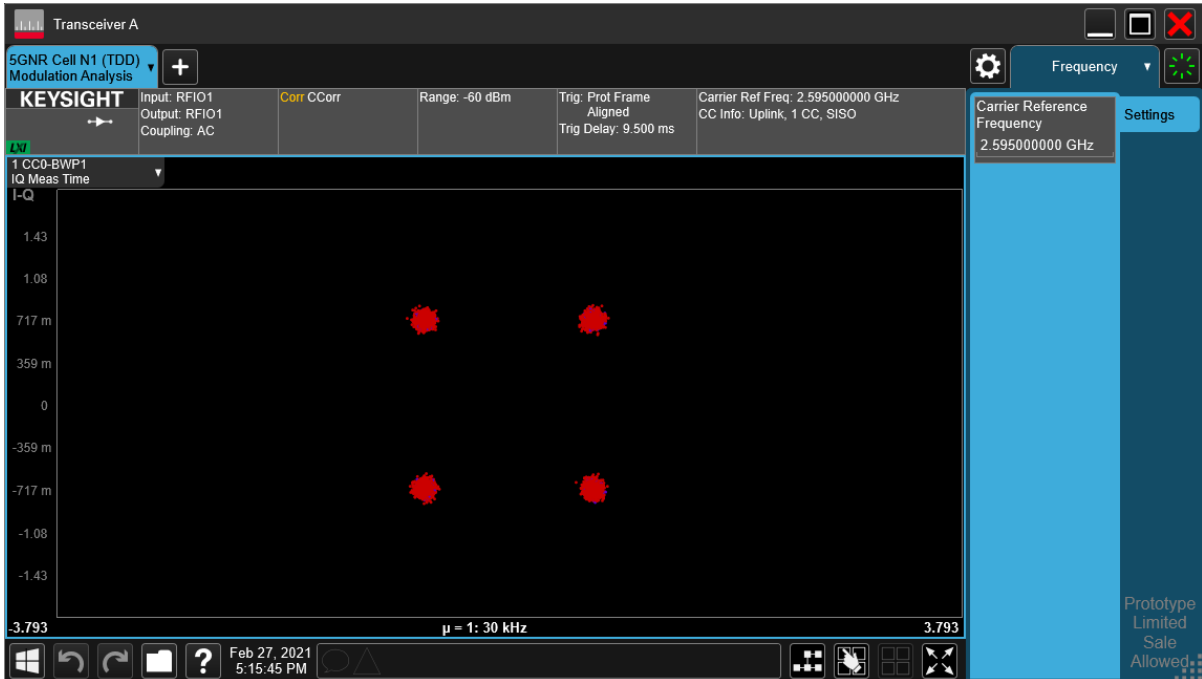 Transceiver A
5GNR Cell N1 (TDD)
Modulation Analysis
+
Frequency
KEYSIGHT
LXI
Input: RFIO1
Output: RFIO1
Coupling: AC
Corr CCorr
Range: -60 dBm
Trig: Prot Frame
Aligned
Trig Delay: 9.500 ms
Carrier Ref Freq: 2.595000000 GHz
CC Info: Uplink, 1 CC, SISO
Carrier Reference
Frequency
2.595000000 GHz
Settings
1 CC0-BWP1
IQ Meas Time
I-Q
1.43
1.08
717 m
359 m
0
-359 m
-717 m
-1.08
-1.43
-3.793
μ = 1: 30 kHz
3.793
Prototype
Limited
Sale
Allowed
?
Feb 27, 2021
5:15:45 PM